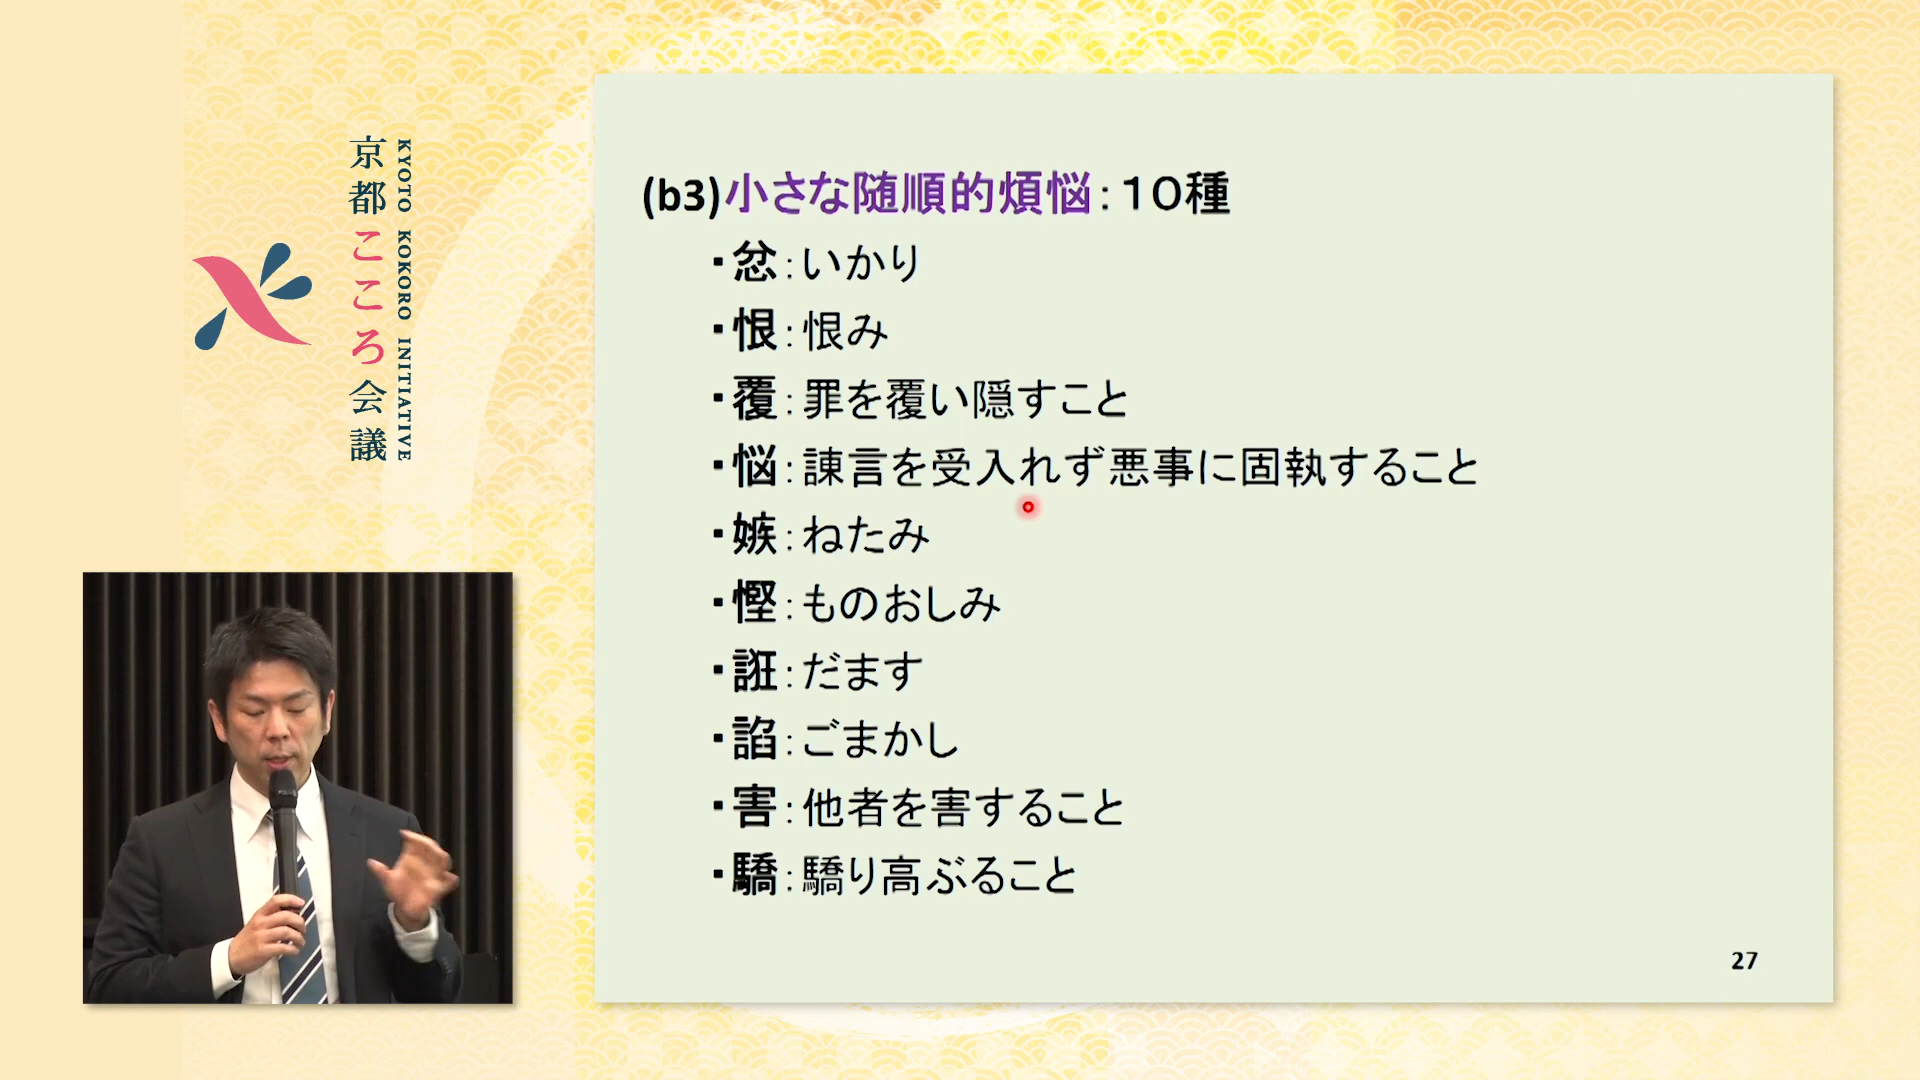 京都こころ会議
KYOTO KOKORO INITIATIVE
(b3)小さな随順的煩悩：１０種
・忿：いかり
・恨：恨み
・覆：罪を覆い隠すこと
・悩：諌言を受入れず悪事に固執すること
・嫉：ねたみ
・慳：ものおしみ
・誑：だます
・諂：ごまかし
・害：他者を害すること
・驕：驕り高ぶること
27